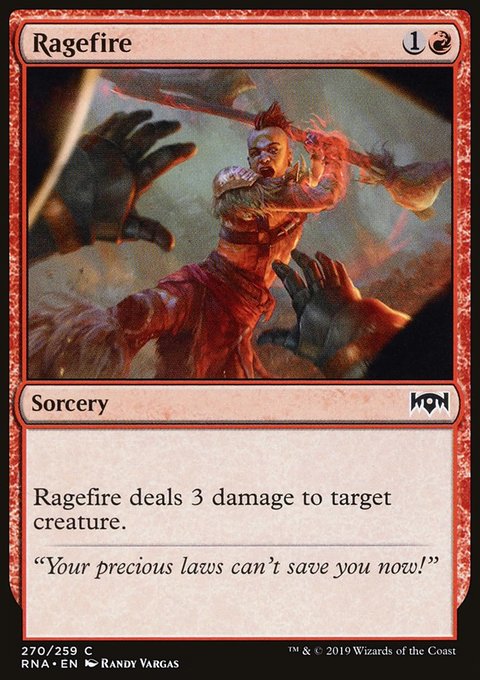 Ragefire 1
Sorcery
Ragefire deals 3 damage to target
creature.
“Your precious laws can’t save you now!”
270/259 C
RNA • EN Randy Vargas
™ & © 2019 Wizards of the Coast